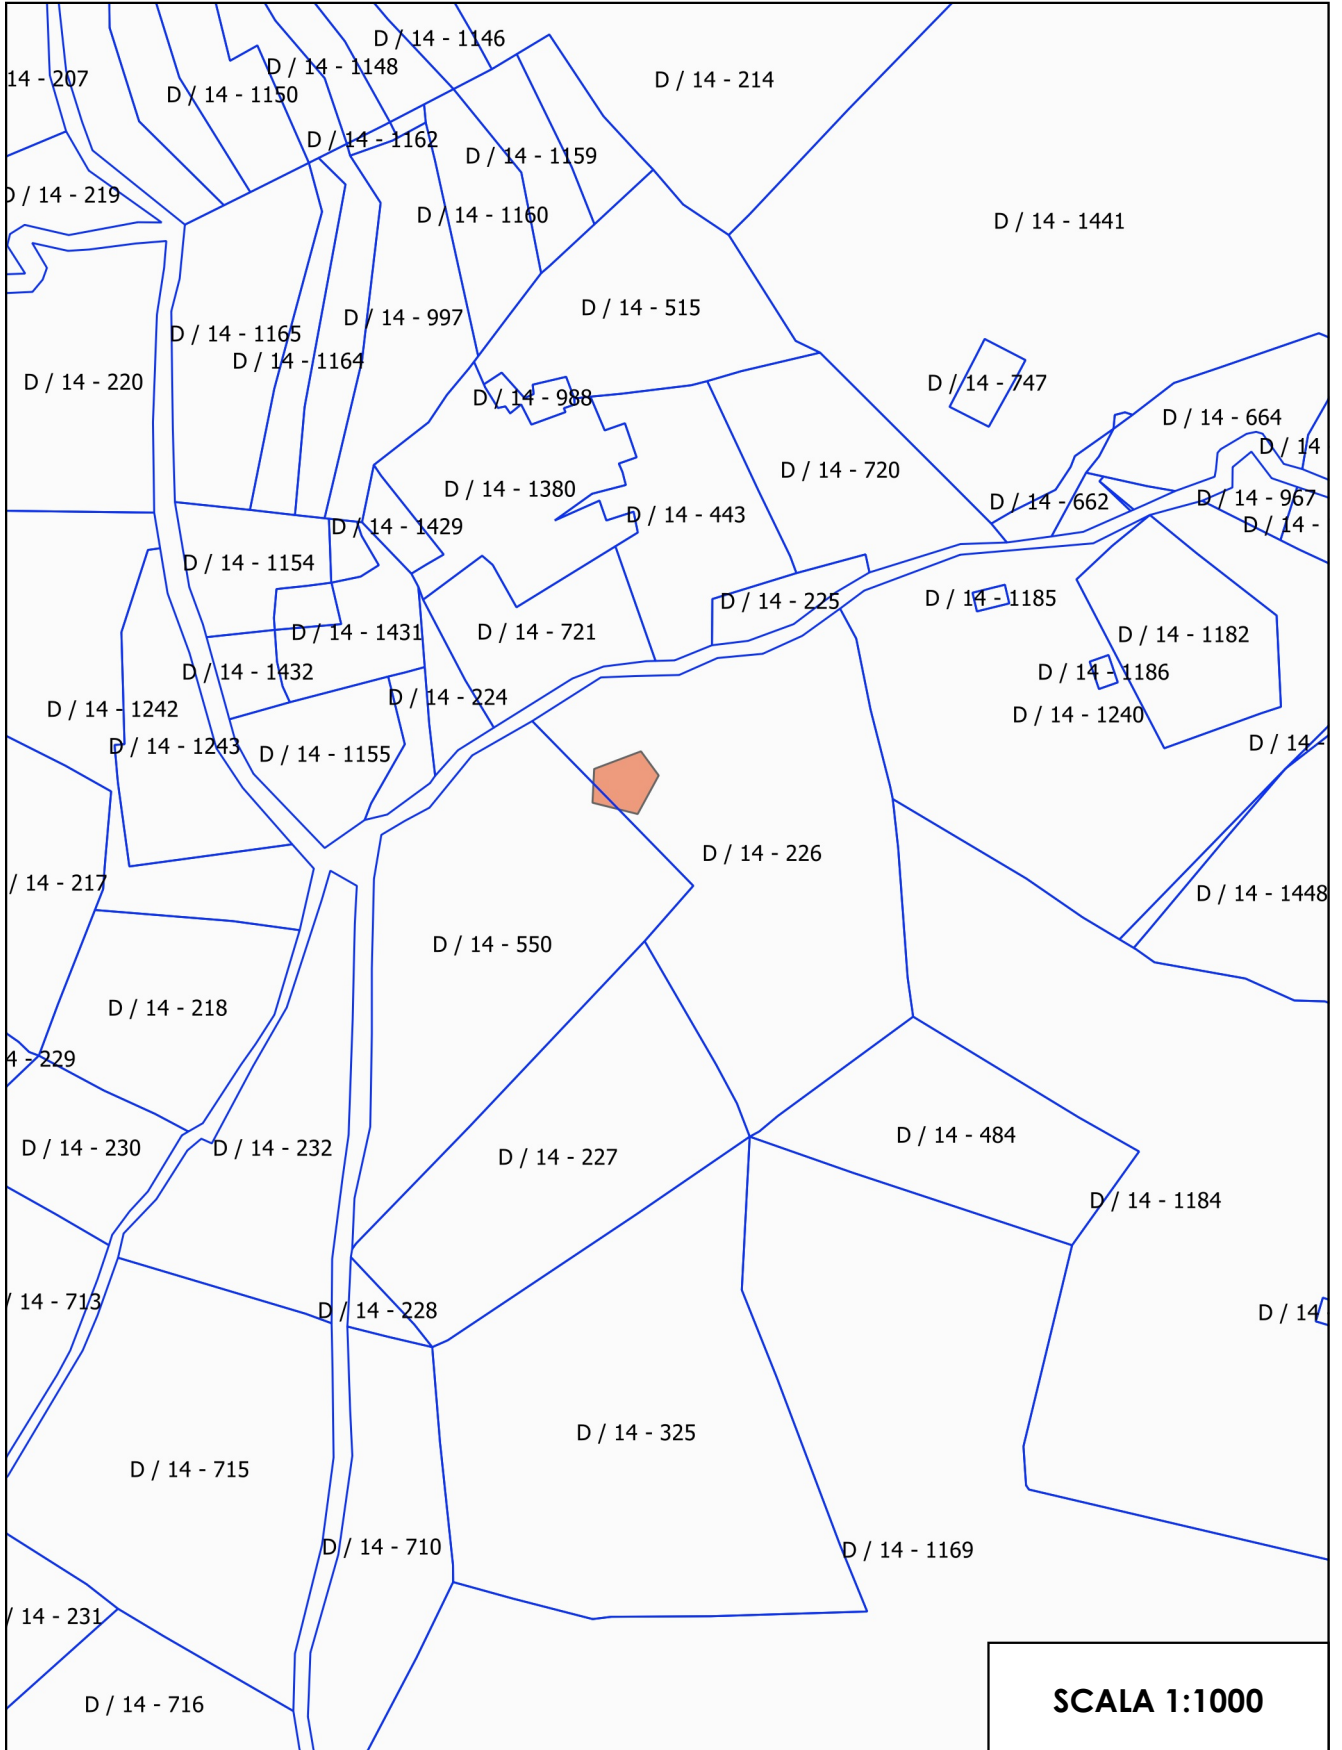 D / 14 - 1146
D / 14 - 1148
14 - 207
D / 14 - 214
D / 14 - 1150
D / 14 - 1162
D / 14 - 1159
D / 14 - 219
D / 14 - 1160
D / 14 - 1441
D / 14 - 515
D / 14 - 997
D / 14 - 1165
D / 14 - 1164
D / 14 - 220
D / 14 - 747
D / 14 - 988
D / 14 - 664
D / 14
D / 14 - 720
D / 14 - 1380
D / 14 - 967
D / 14 - 662
D / 14 - 443
D / 14 -
D / 14 - 1429
D / 14 - 1154
D / 14 - 1185
D / 14 - 225
D / 14 - 1431
D / 14 - 721
D / 14 - 1182
D / 14 - 1432
D / 14 - 1186
D / 14 - 224
D / 14 - 1242
D / 14 - 1240
D / 14 -
D / 14 - 1243
D / 14 - 1155
D / 14 - 226
/ 14 - 217
D / 14 - 1448
D / 14 - 550
D / 14 - 218
4 - 229
D / 14 - 484
D / 14 - 230
D / 14 - 232
D / 14 - 227
D / 14 - 1184
/ 14 - 713
D / 14 - 228
D / 14
D / 14 - 325
D / 14 - 715
D / 14 - 710
D / 14 - 1169
/ 14 - 231
D / 14 - 716
SCALA 1:1000